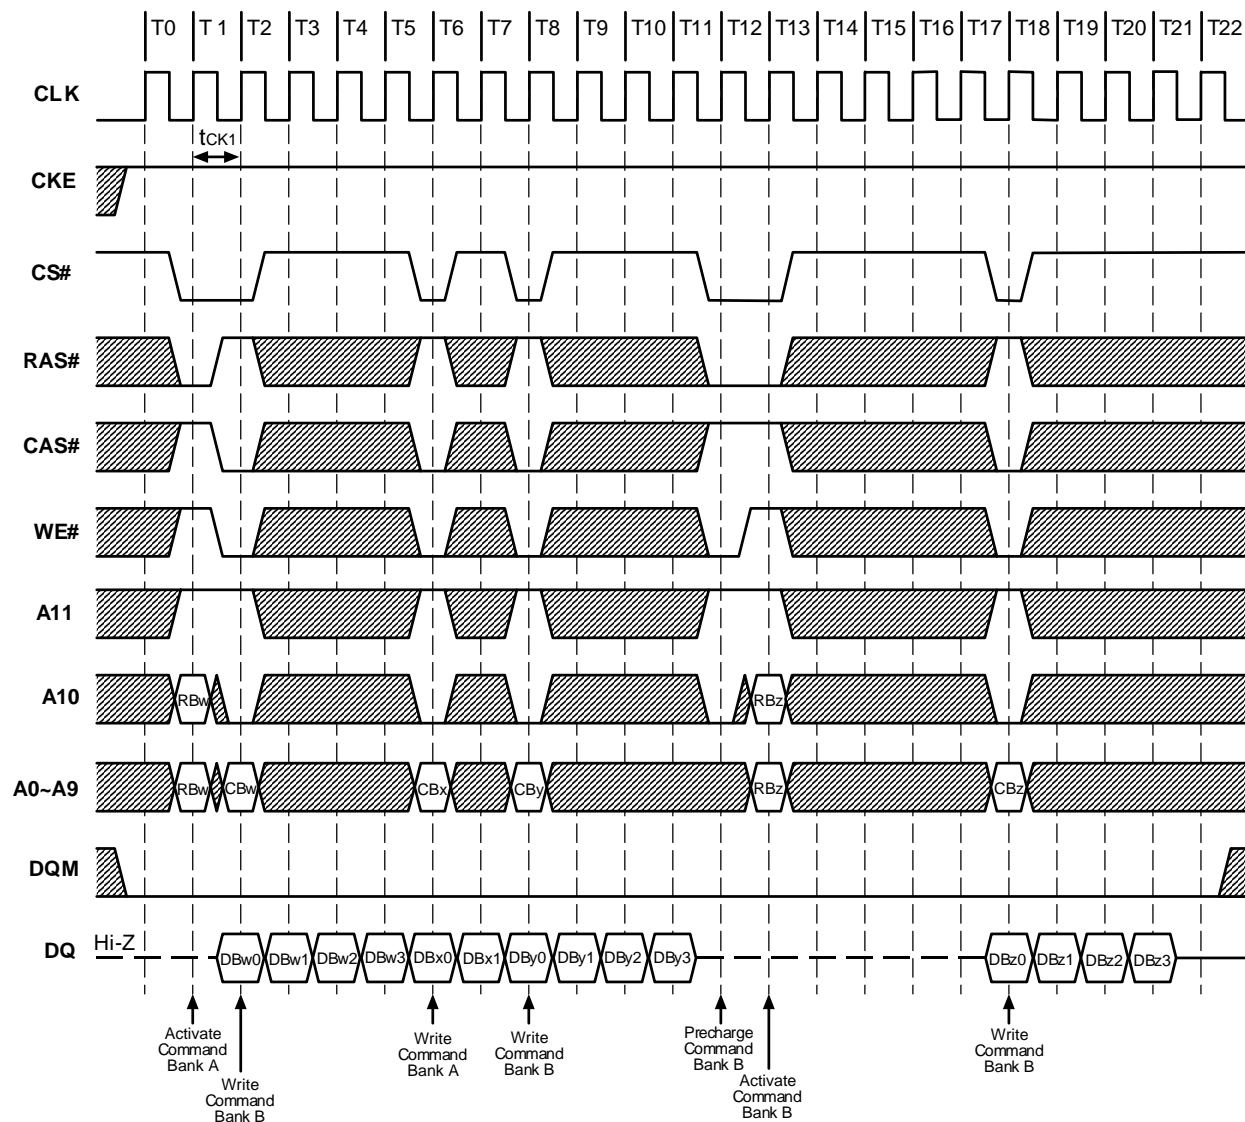 T0 T 1 T2 T3 T4 T5 T6 T7 T8 T9 T10 T11 T12 T13 T14 T15 T16 T17 T18 T19 T20 T21 T22
CLK
tCK1
CKE
CS#
RAS#
CAS#
WE#
A11
A10 RBw RBz
A0~A9 RBw CBw CBx CBy RBz CBz
DQM
DQ Hi-Z DBw0 DBw1 DBw2 DBw3 DBx0 DBx1 DBy0 DBy1 DBy2 DBy3 DBz0 DBz1 DBz2 DBz3
Activate
Command
Bank A
Write
Command
Bank B
Write
Command
Bank A
Write
Command
Bank B
Precharge
Command
Bank B
Activate
Command
Bank B
Write
Command
Bank B